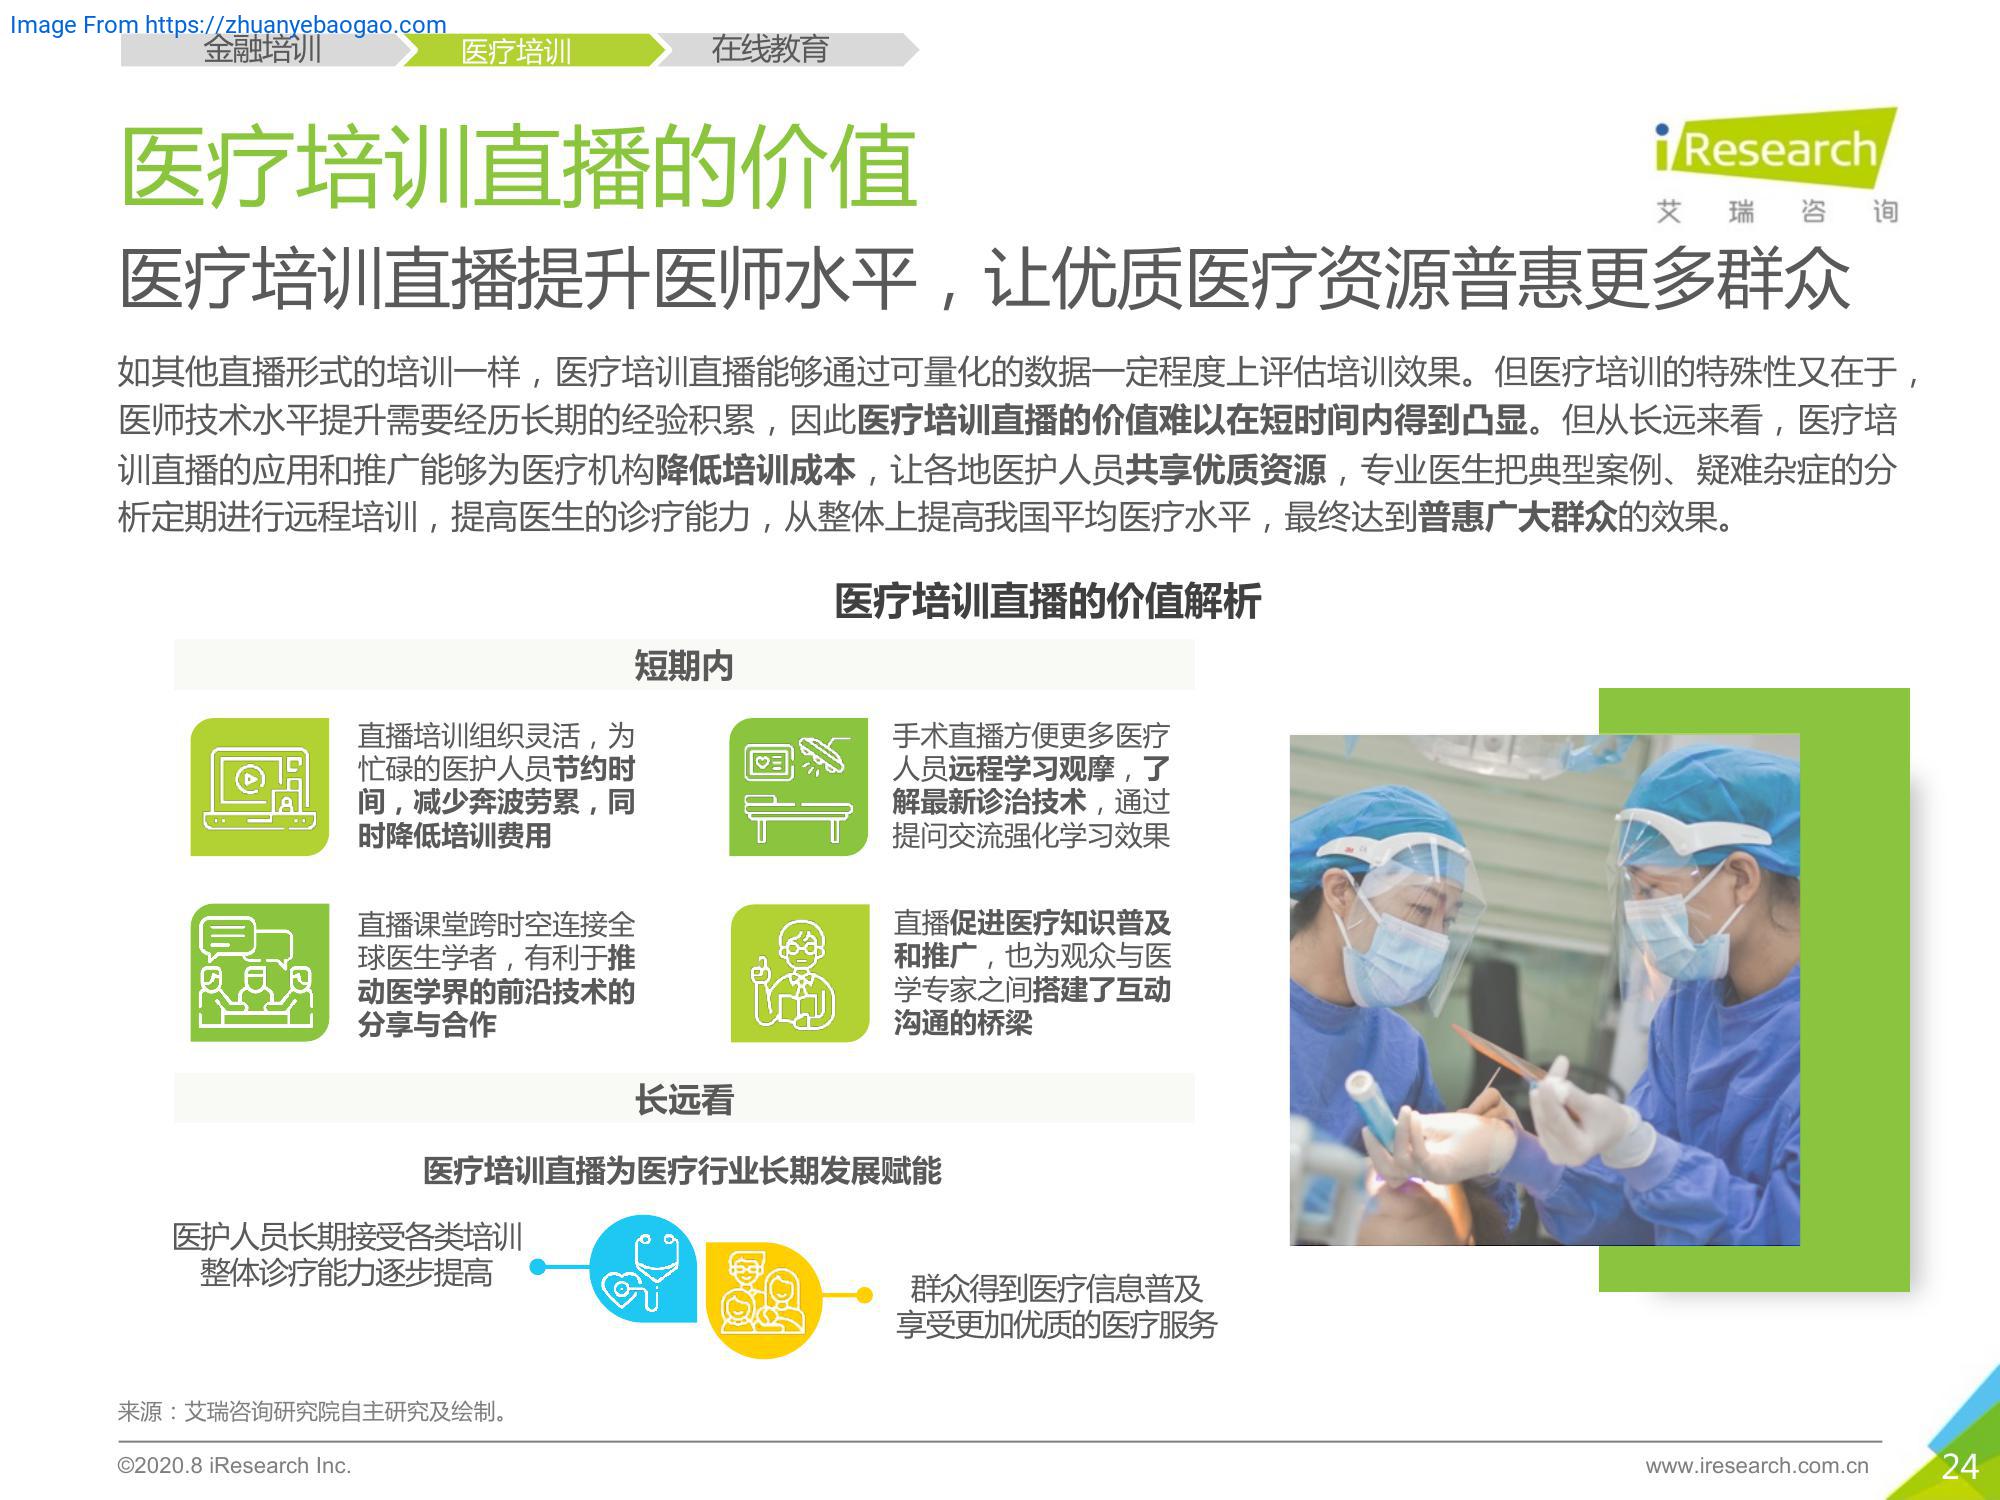 Image From https://zhuanyebaogao.com
金融培训
医疗培训
在线教育
医疗培训直播的价值
iResearch
艾瑞咨询
医疗培训直播提升医师水平，让优质医疗资源普惠更多群众
如其他直播形式的培训一样，医疗培训直播能够通过可量化的数据一定程度上评估培训效果。但医疗培训的特殊性又在于，
医师技术水平提升需要经历长期的经验积累，因此医疗培训直播的价值难以在短时间内得到凸显。但从长远来看，医疗培
训直播的应用和推广能够为医疗机构降低培训成本，让各地医护人员共享优质资源，专业医生把典型案例、疑难杂症的分
析定期进行远程培训，提高医生的诊疗能力，从整体上提高我国平均医疗水平，最终达到普惠广大群众的效果。
医疗培训直播的价值解析
短期内
直播培训组织灵活，为
忙碌的医护人员节约时
间，减少奔波劳累，同
时降低培训费用
手术直播方便更多医疗
人员远程学习观摩，了
解最新诊治技术，通过
提问交流强化学习效果
直播课堂跨时空连接全
球医生学者，有利于推
动医学界的前沿技术的
分享与合作
直播促进医疗知识普及
和推广，也为观众与医
学专家之间搭建了互动
沟通的桥梁
长远看
医疗培训直播为医疗行业长期发展赋能
医护人员长期接受各类培训
整体诊疗能力逐步提高
群众得到医疗信息普及
享受更加优质的医疗服务
来源：艾瑞咨询研究院自主研究及绘制。
©2020.8 iResearch Inc.
www.iresearch.com.cn
24